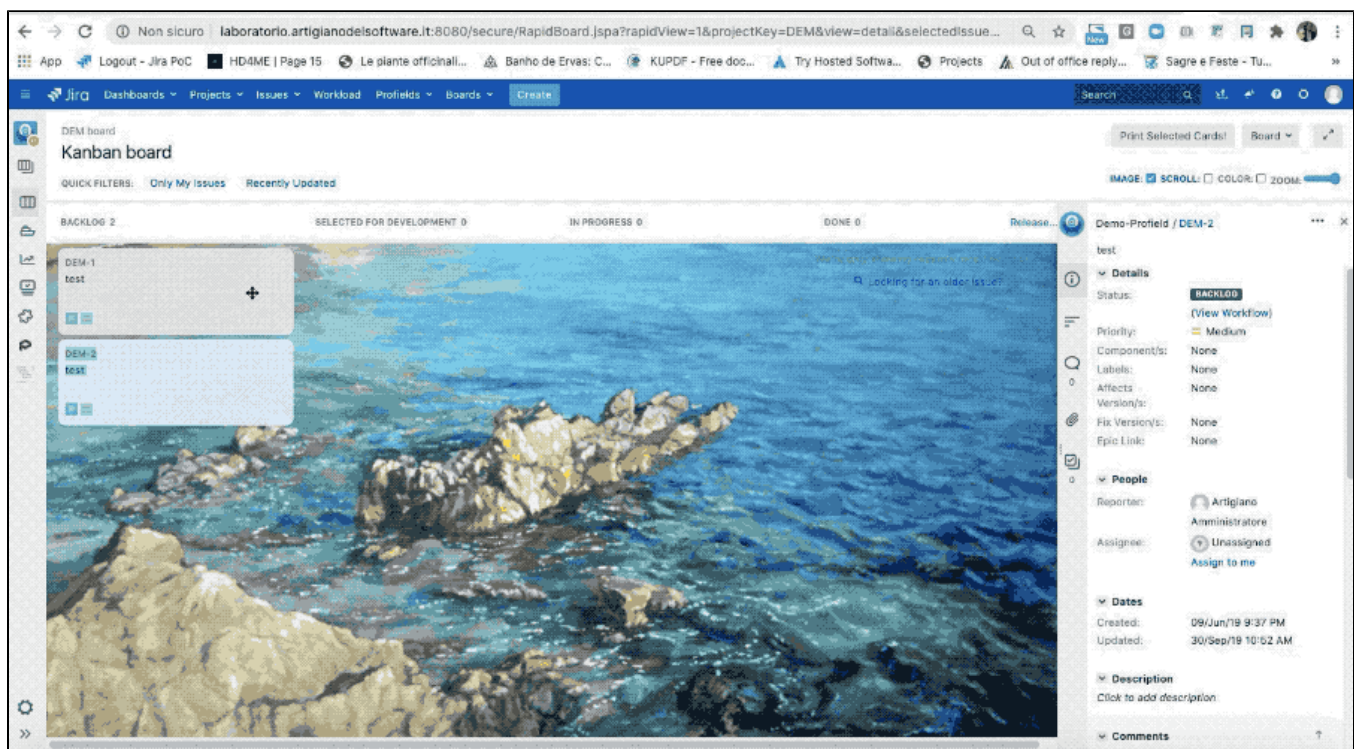 Non sicuro | laboratorio.artigianodelsoftware.it:8080/secure/RapidBoard.jspa?rapidView=1&projectKey=DEM&view=detail&selectedIssue...
New
App Logout - Jira PoC HD4ME | Page 15 Le piante officinali... Banho de Ervas: C... KUPDF - Free doc... Try Hosted Softwa... Projects Out of office reply... Sagre e Feste - Tu... »
Jira Dashboards Projects Issues Workload Profields Boards Create Search
DEM board
Kanban board
Print Selected Cards! Board
QUICK FILTERS: Only My Issues Recently Updated
IMAGE: SCROLL: COLOR: ZOOM:
BACKLOG 2 SELECTED FOR DEVELOPMENT 0 IN PROGRESS 0 DONE 0 Release...
DEM-1
test
Looking for an older issue?
DEM-2
test
Demo-Profield / DEM-2
test
Details
Status: BACKLOG
(View Workflow)
Priority: Medium
Component/s: None
Labels: None
Affects Version/s: None
Fix Version/s: None
Epic Link: None
0
0
People
Reporter: Artigiano Amministratore
Assignee: Unassigned
Assign to me
Dates
Created: 09/Jun/19 9:37 PM
Updated: 30/Sep/19 10:52 AM
Description
Click to add description
Comments